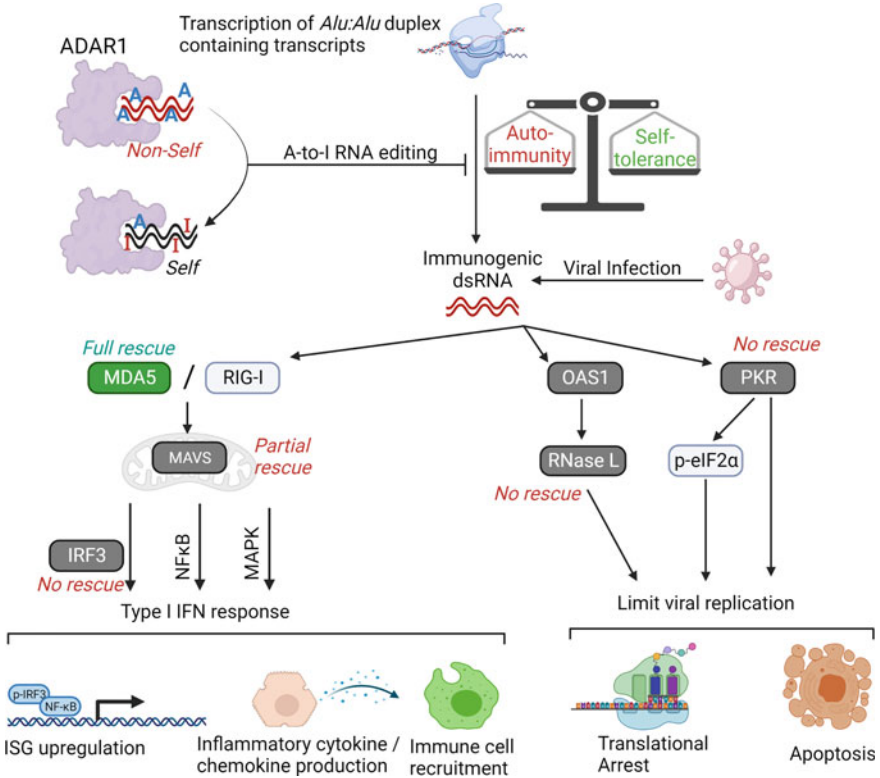 Transcription of Alu:Alu duplex
containing transcripts
ADAR1
A
A
A
A
Non-Self
A-to-I RNA editing
Auto-
immunity
Self-
tolerance
A
I
I
I
Self
Immunogenic
dsRNA
Viral Infection
Full rescue
MDA5
/
RIG-I
No rescue
OAS1
PKR
MAVS
Partial
rescue
RNase L
p-eIF2α
No rescue
IRF3
No rescue
NFκB
MAPK
Type I IFN response
Limit viral replication
p-IRF3
NF-κB
ISG upregulation
Inflammatory cytokine /
chemokine production
Immune cell
recruitment
Translational
Arrest
Apoptosis